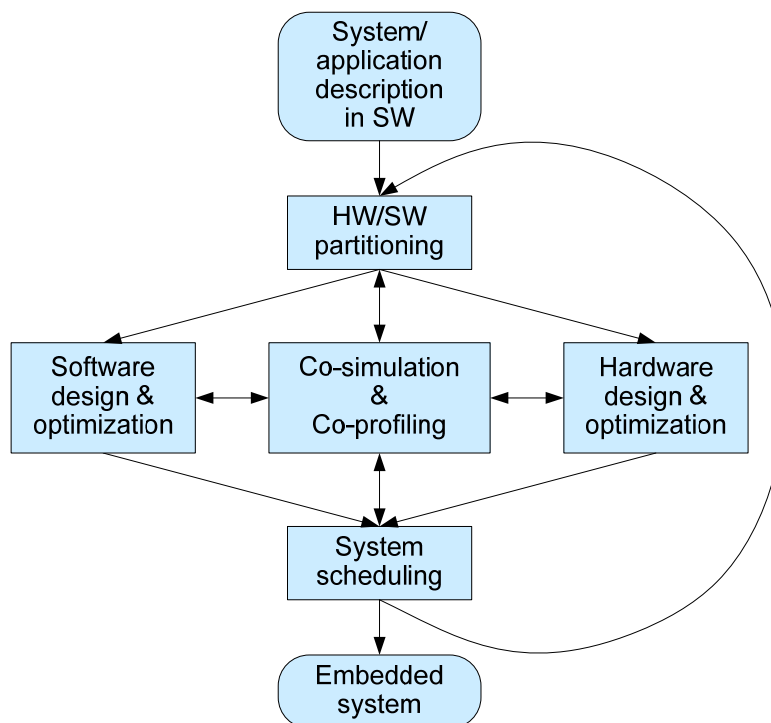 System/
application
description
in SW
HW/SW
partitioning
Software
design &
optimization
Co-simulation
&
Co-profiling
Hardware
design &
optimization
System
scheduling
Embedded
system